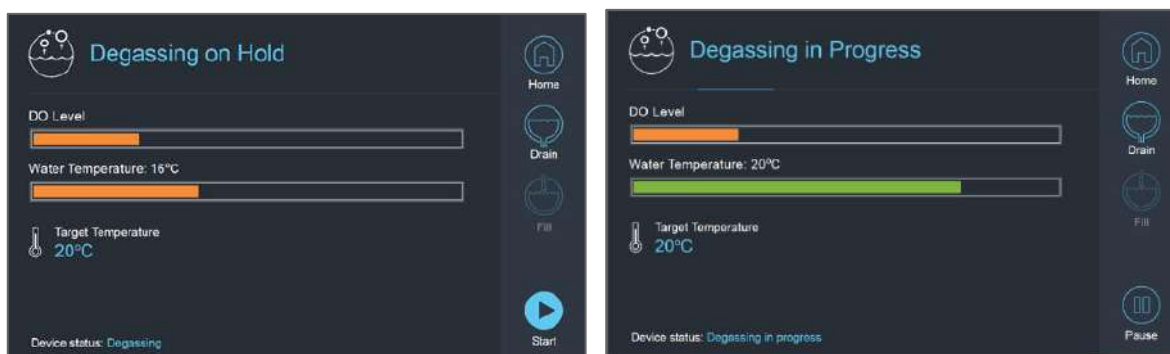 Degassing on Hold
Home
DO Level
Drain
Water Temperature: 16°C
Fill
Target Temperature
20°C
Start
Device status: Degassing
Degassing in Progress
Home
DO Level
Drain
Water Temperature: 20°C
Fill
Target Temperature
20°C
Pause
Device status: Degassing in progress